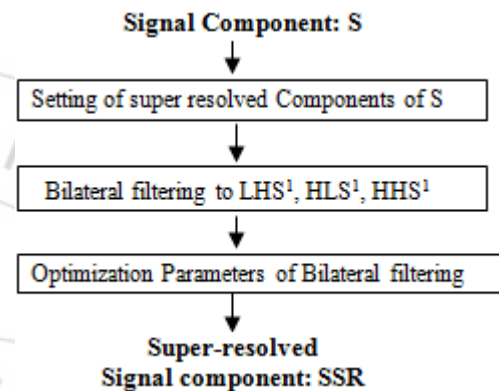 Signal Component: S
Setting of super resolved Components of S
Bilateral filtering to LHS¹, HLS¹, HHS¹
Optimization Parameters of Bilateral filtering
Super-resolved
Signal component: SSR